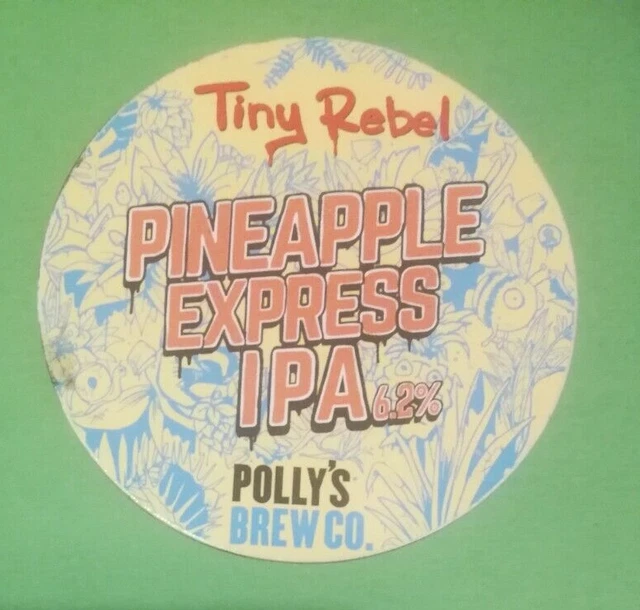 Tiny Rebel
PINEAPPLE
EXPRESS
IPA 6.2%
POLLY'S
BREW CO.